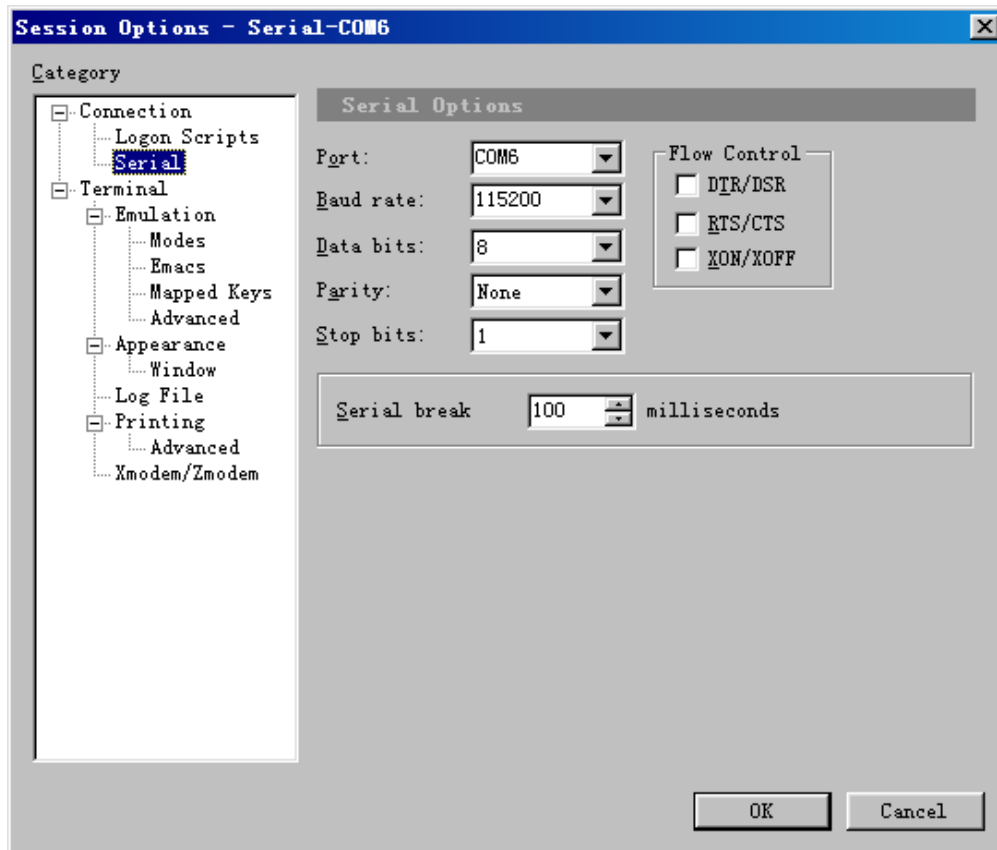 Session Options - Serial-COM6
Category
Connection
Logon Scripts
Serial
Terminal
Emulation
Modes
Emacs
Mapped Keys
Advanced
Appearance
Window
Log File
Printing
Advanced
Xmodem/Zmodem
Serial Options
Port: COM6
Baud rate: 115200
Data bits: 8
Parity: None
Stop bits: 1
Flow Control
DTR/DSR
RTS/CTS
XON/XOFF
Serial break 100 milliseconds
OK Cancel